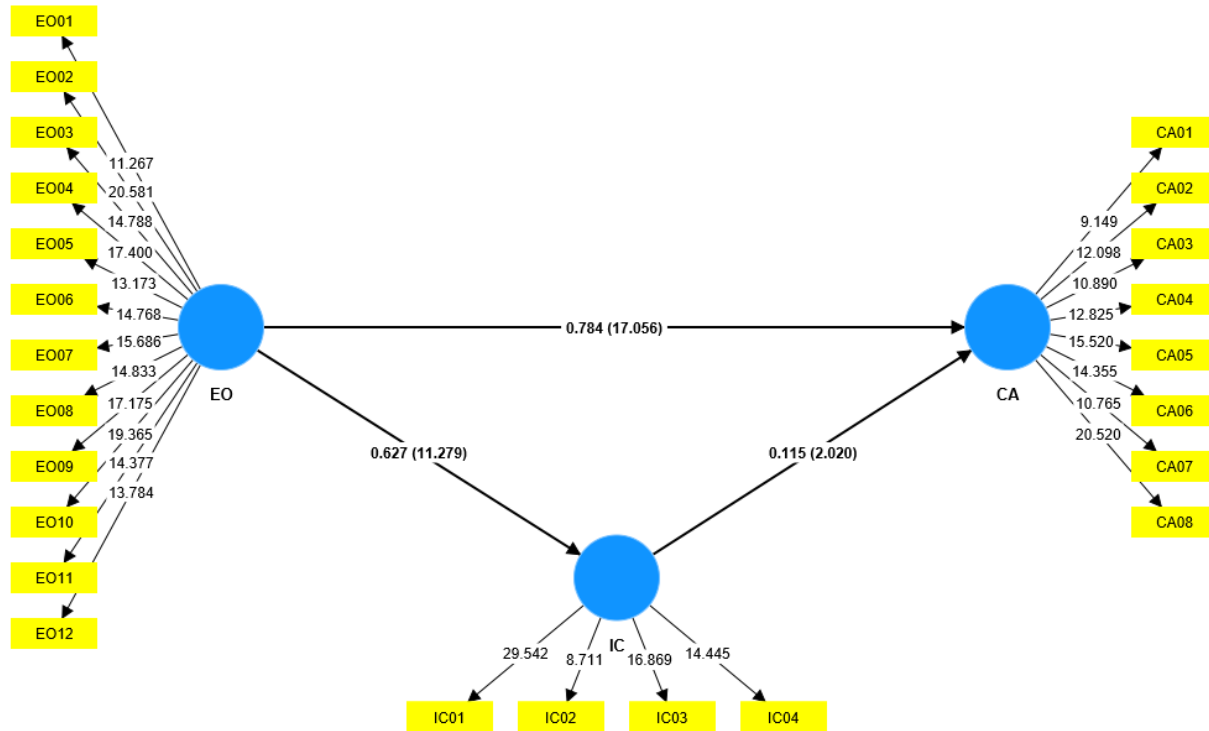 EO01
EO02
EO03
EO04
EO05
EO06
EO07
EO08
EO09
EO10
EO11
EO12
11.267
20.581
14.788
17.400
13.173
14.768
15.686
14.833
17.175
19.365
14.377
13.784
EO
0.784 (17.056)
0.627 (11.279)
0.115 (2.020)
CA
9.149
12.098
10.890
12.825
15.520
14.355
10.765
20.520
CA01
CA02
CA03
CA04
CA05
CA06
CA07
CA08
IC
29.542
8.711
16.869
14.445
IC01
IC02
IC03
IC04